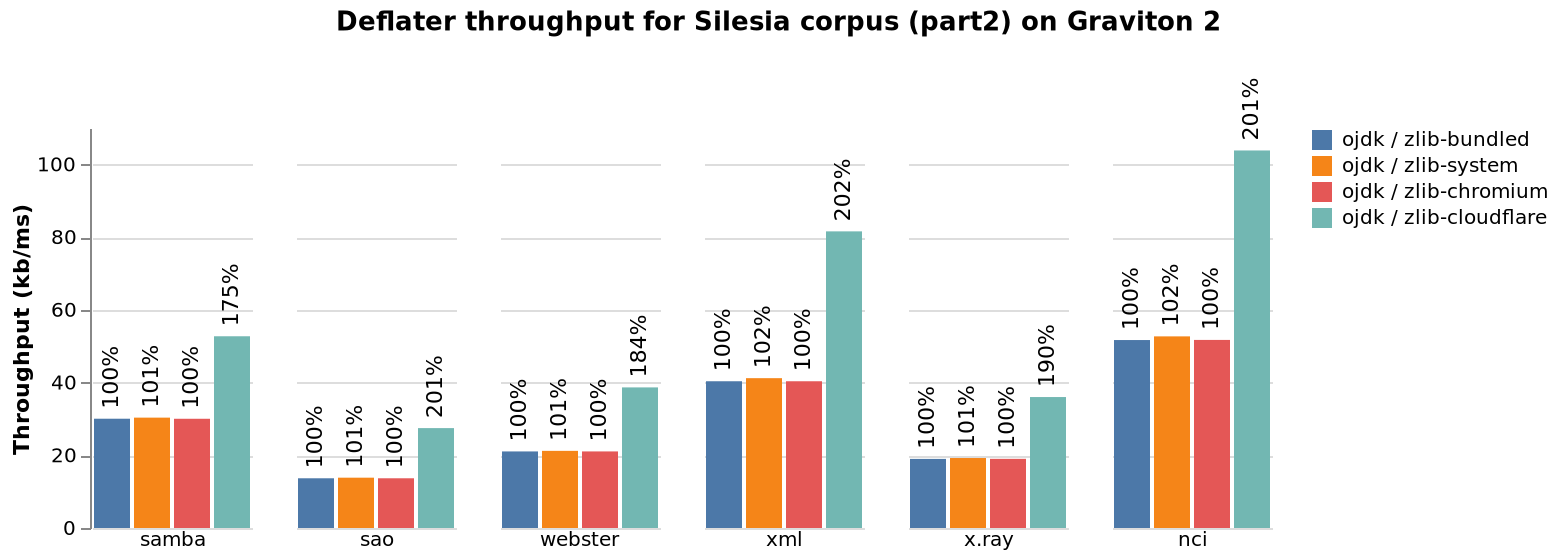 Deflater throughput for Silesia corpus (part2) on Graviton 2
Throughput (kb/ms)
100
80
60
40
20
0
100%
101%
100%
175%
samba
100%
101%
100%
201%
sao
100%
101%
100%
184%
webster
100%
102%
100%
202%
xml
100%
101%
100%
190%
x.ray
100%
102%
100%
201%
nci
ojdk / zlib-bundled
ojdk / zlib-system
ojdk / zlib-chromium
ojdk / zlib-cloudflare